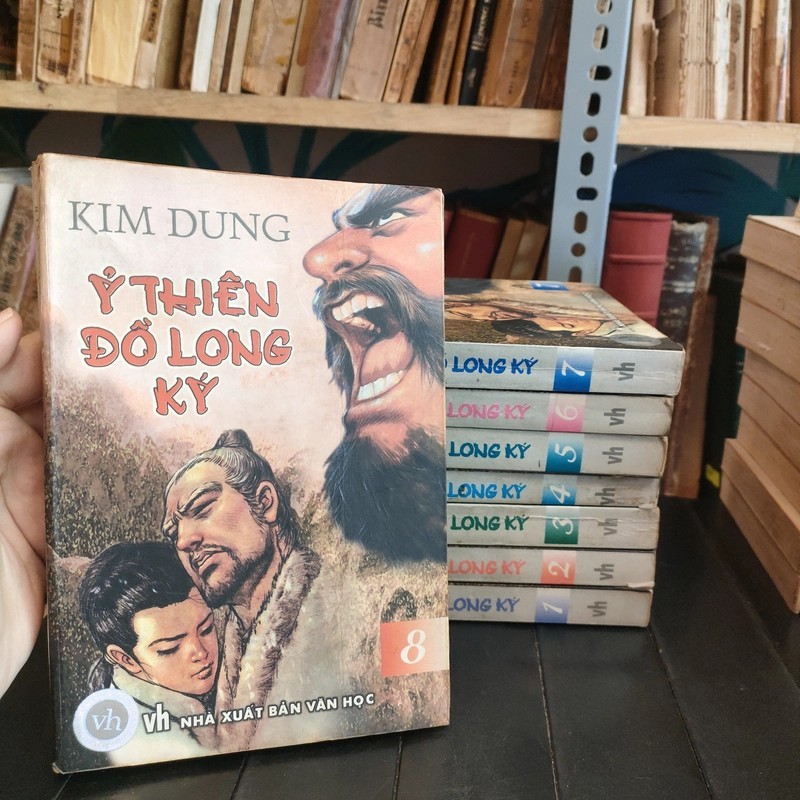 KIM DUNG
Ỷ THIÊN
ĐỒ LONG
KÝ
8
vh
vh NHÀ XUẤT BẢN VĂN HỌC
LONG KÝ 7 vh
LONG KÝ 6 vh
LONG KÝ 5 vh
LONG KÝ 4 vh
LONG KÝ 3 vh
LONG KÝ 2 vh
LONG KÝ 1 vh